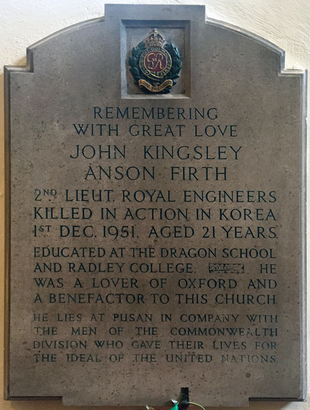 REMEMBERING
WITH GREAT LOVE
JOHN KINGSLEY
ANSON FIRTH
2ND LIEUT. ROYAL ENGINEERS
KILLED IN ACTION IN KOREA
1ST DEC. 1951. AGED 21 YEARS
EDUCATED AT THE DRAGON SCHOOL
AND RADLEY COLLEGE. HE
WAS A LOVER OF OXFORD AND
A BENEFACTOR TO THIS CHURCH
HE LIES AT PUSAN IN COMPANY WITH
THE MEN OF THE COMMONWEALTH
DIVISION WHO GAVE THEIR LIVES FOR
THE IDEAL OF THE UNITED NATIONS.